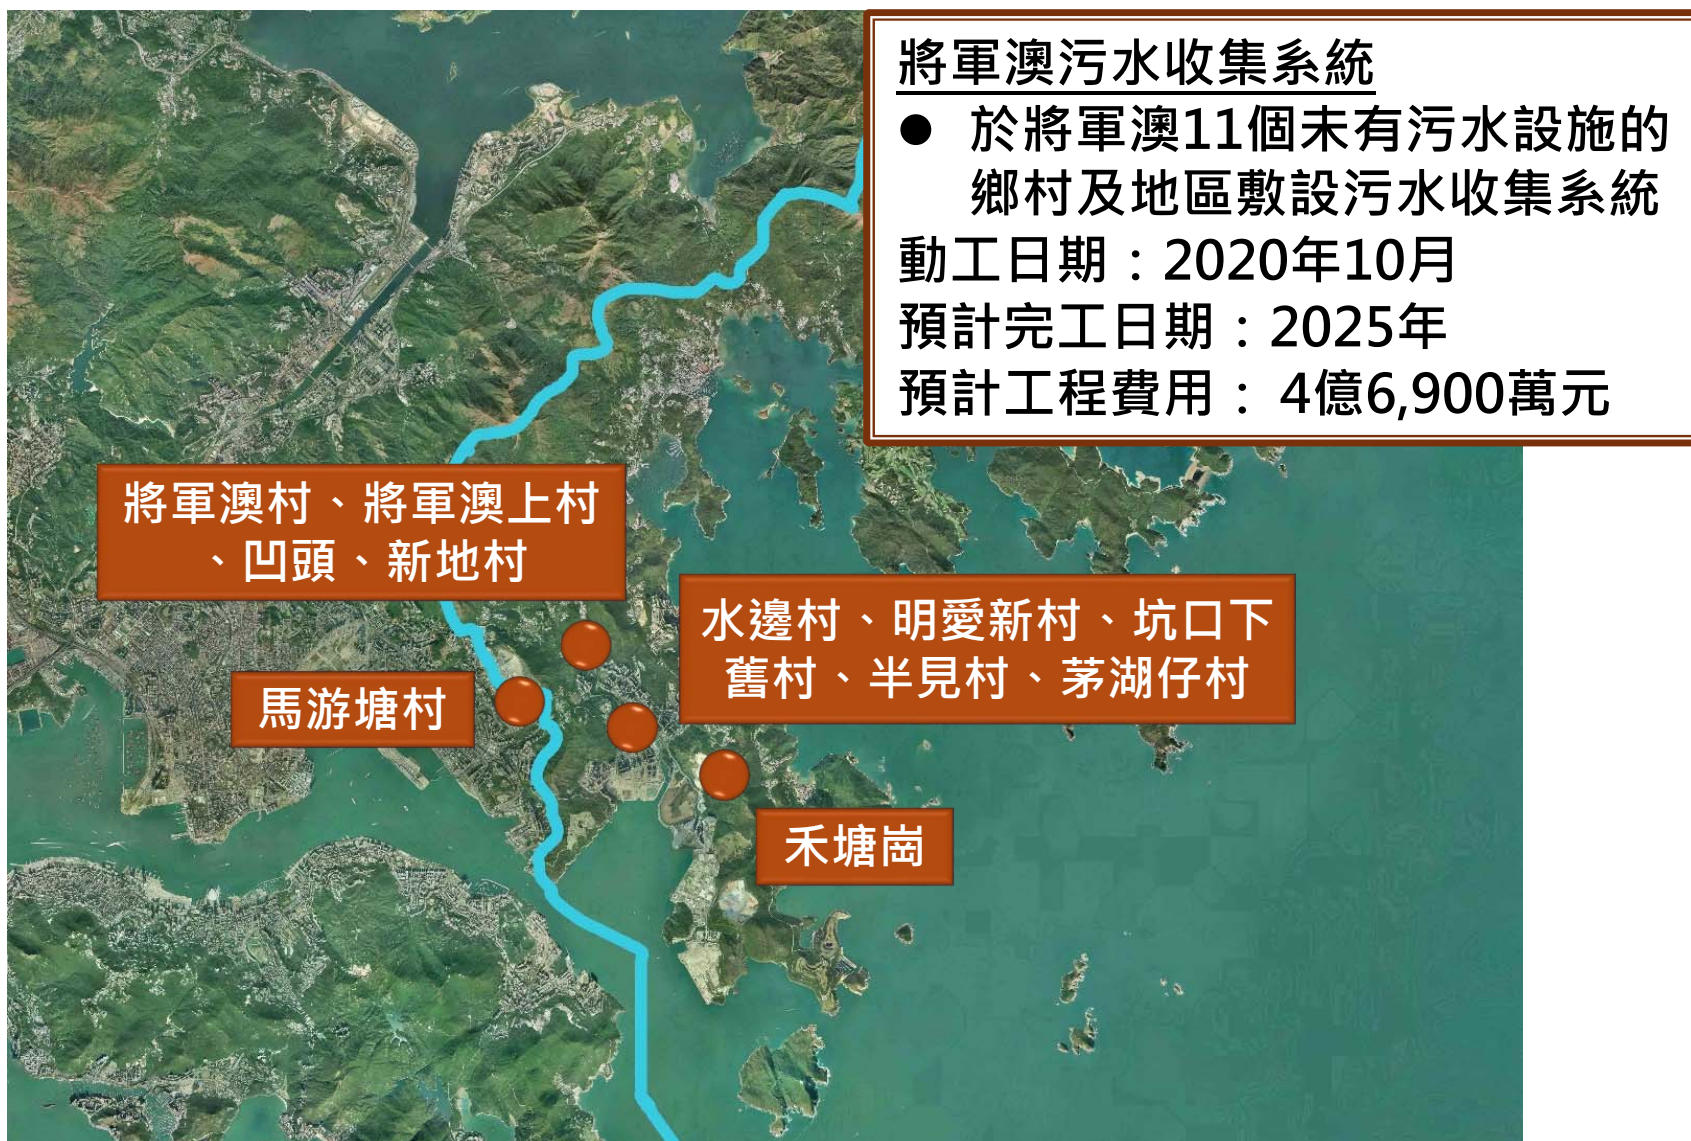 將軍澳污水收集系統
● 於將軍澳11個未有污水設施的
鄉村及地區敷設污水收集系統
動工日期：2020年10月
預計完工日期：2025年
預計工程費用： 4億6,900萬元
將軍澳村、將軍澳上村
、凹頭、新地村
水邊村、明愛新村、坑口下
舊村、半見村、茅湖仔村
馬游塘村
禾塘崗